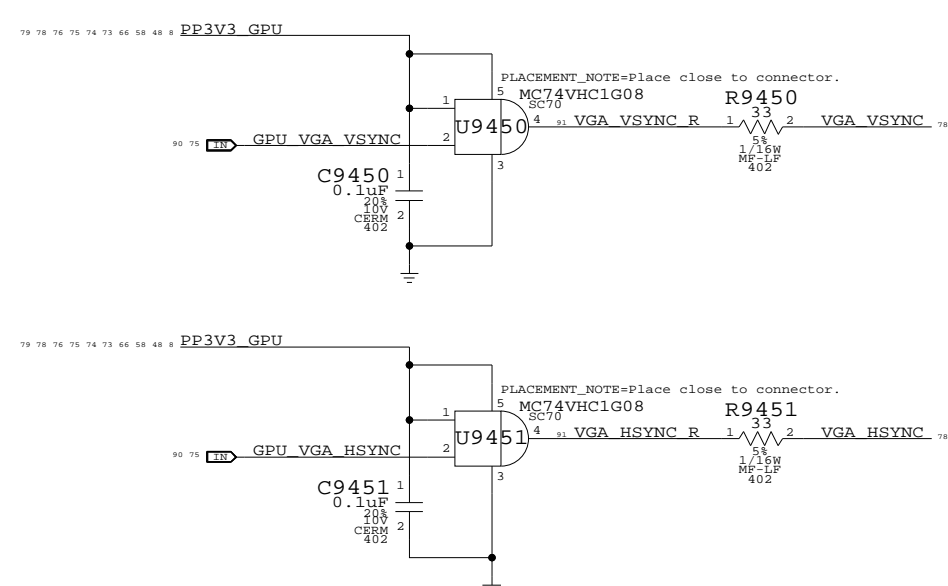 79 78 76 75 74 73 66 58 48 8 PP3V3_GPU
PLACEMENT_NOTE=Place close to connector.
5 MC74VHC1G08
SC70
R9450
33
1
U9450
4 91 VGA_VSYNC_R 1 2 VGA_VSYNC 78
90 75 IN GPU_VGA_VSYNC 2
5%
1/16W
MF-LF
402
3
C9450 1
0.1uF
20%
10V
CERM 2
402
79 78 76 75 74 73 66 58 48 8 PP3V3_GPU
PLACEMENT_NOTE=Place close to connector.
5 MC74VHC1G08
SC70
R9451
33
1
U9451
4 91 VGA_HSYNC_R 1 2 VGA_HSYNC 78
90 75 IN GPU_VGA_HSYNC 2
5%
1/16W
MF-LF
402
3
C9451 1
0.1uF
20%
10V
CERM 2
402